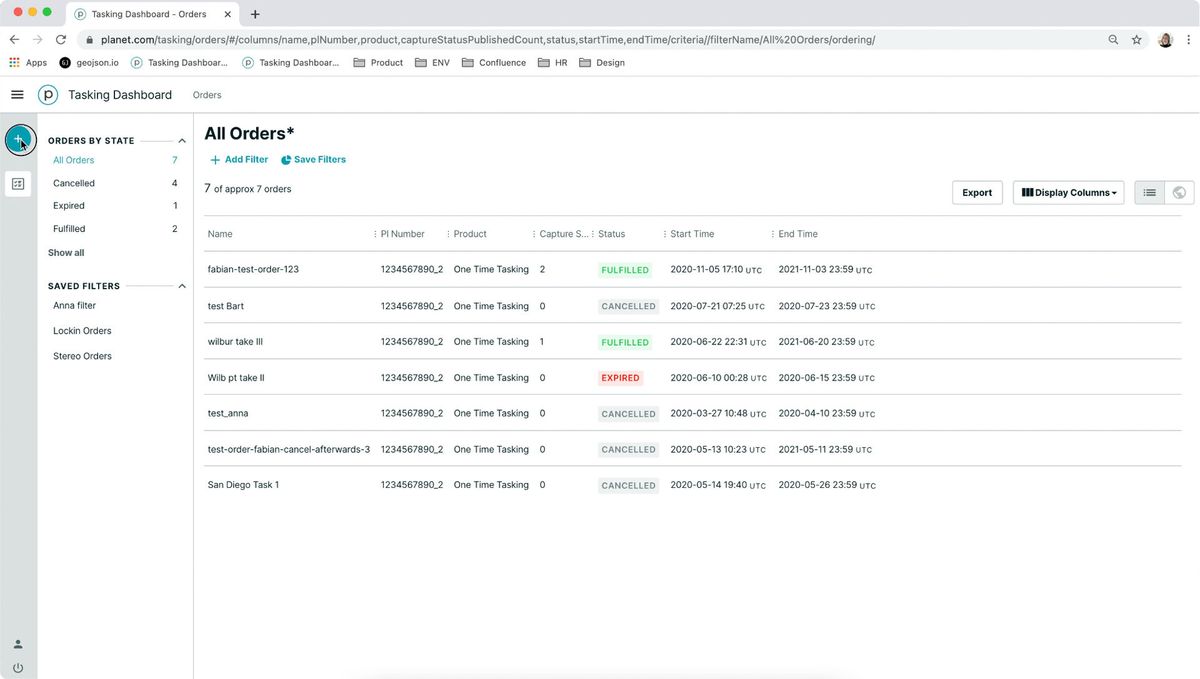 Tasking Dashboard - Orders
planet.com/tasking/orders/#/columns/name,plNumber,product,captureStatusPublishedCount,status,startTime,endTime/criteria//filterName/All%20Orders/ordering/
Apps geojson.io Tasking Dashboar... Tasking Dashboar... Product ENV Confluence HR Design
p Tasking Dashboard Orders
ORDERS BY STATE
All Orders 7
Cancelled 4
Expired 1
Fulfilled 2
Show all
SAVED FILTERS
Anna filter
Lockin Orders
Stereo Orders
All Orders*
Add Filter Save Filters
7 of approx 7 orders
Export Display Columns
Name Pl Number Product Capture S... Status Start Time End Time
fabian-test-order-123 1234567890_2 One Time Tasking 2 FULFILLED 2020-11-05 17:10 UTC 2021-11-03 23:59 UTC
test Bart 1234567890_2 One Time Tasking 0 CANCELLED 2020-07-21 07:25 UTC 2020-07-23 23:59 UTC
wilbur take III 1234567890_2 One Time Tasking 1 FULFILLED 2020-06-22 22:31 UTC 2021-06-20 23:59 UTC
Wilb pt take II 1234567890_2 One Time Tasking 0 EXPIRED 2020-06-10 00:28 UTC 2020-06-15 23:59 UTC
test_anna 1234567890_2 One Time Tasking 0 CANCELLED 2020-03-27 10:48 UTC 2020-04-10 23:59 UTC
test-order-fabian-cancel-afterwards-3 1234567890_2 One Time Tasking 0 CANCELLED 2020-05-13 10:23 UTC 2021-05-11 23:59 UTC
San Diego Task 1 1234567890_2 One Time Tasking 0 CANCELLED 2020-05-14 19:40 UTC 2020-05-26 23:59 UTC